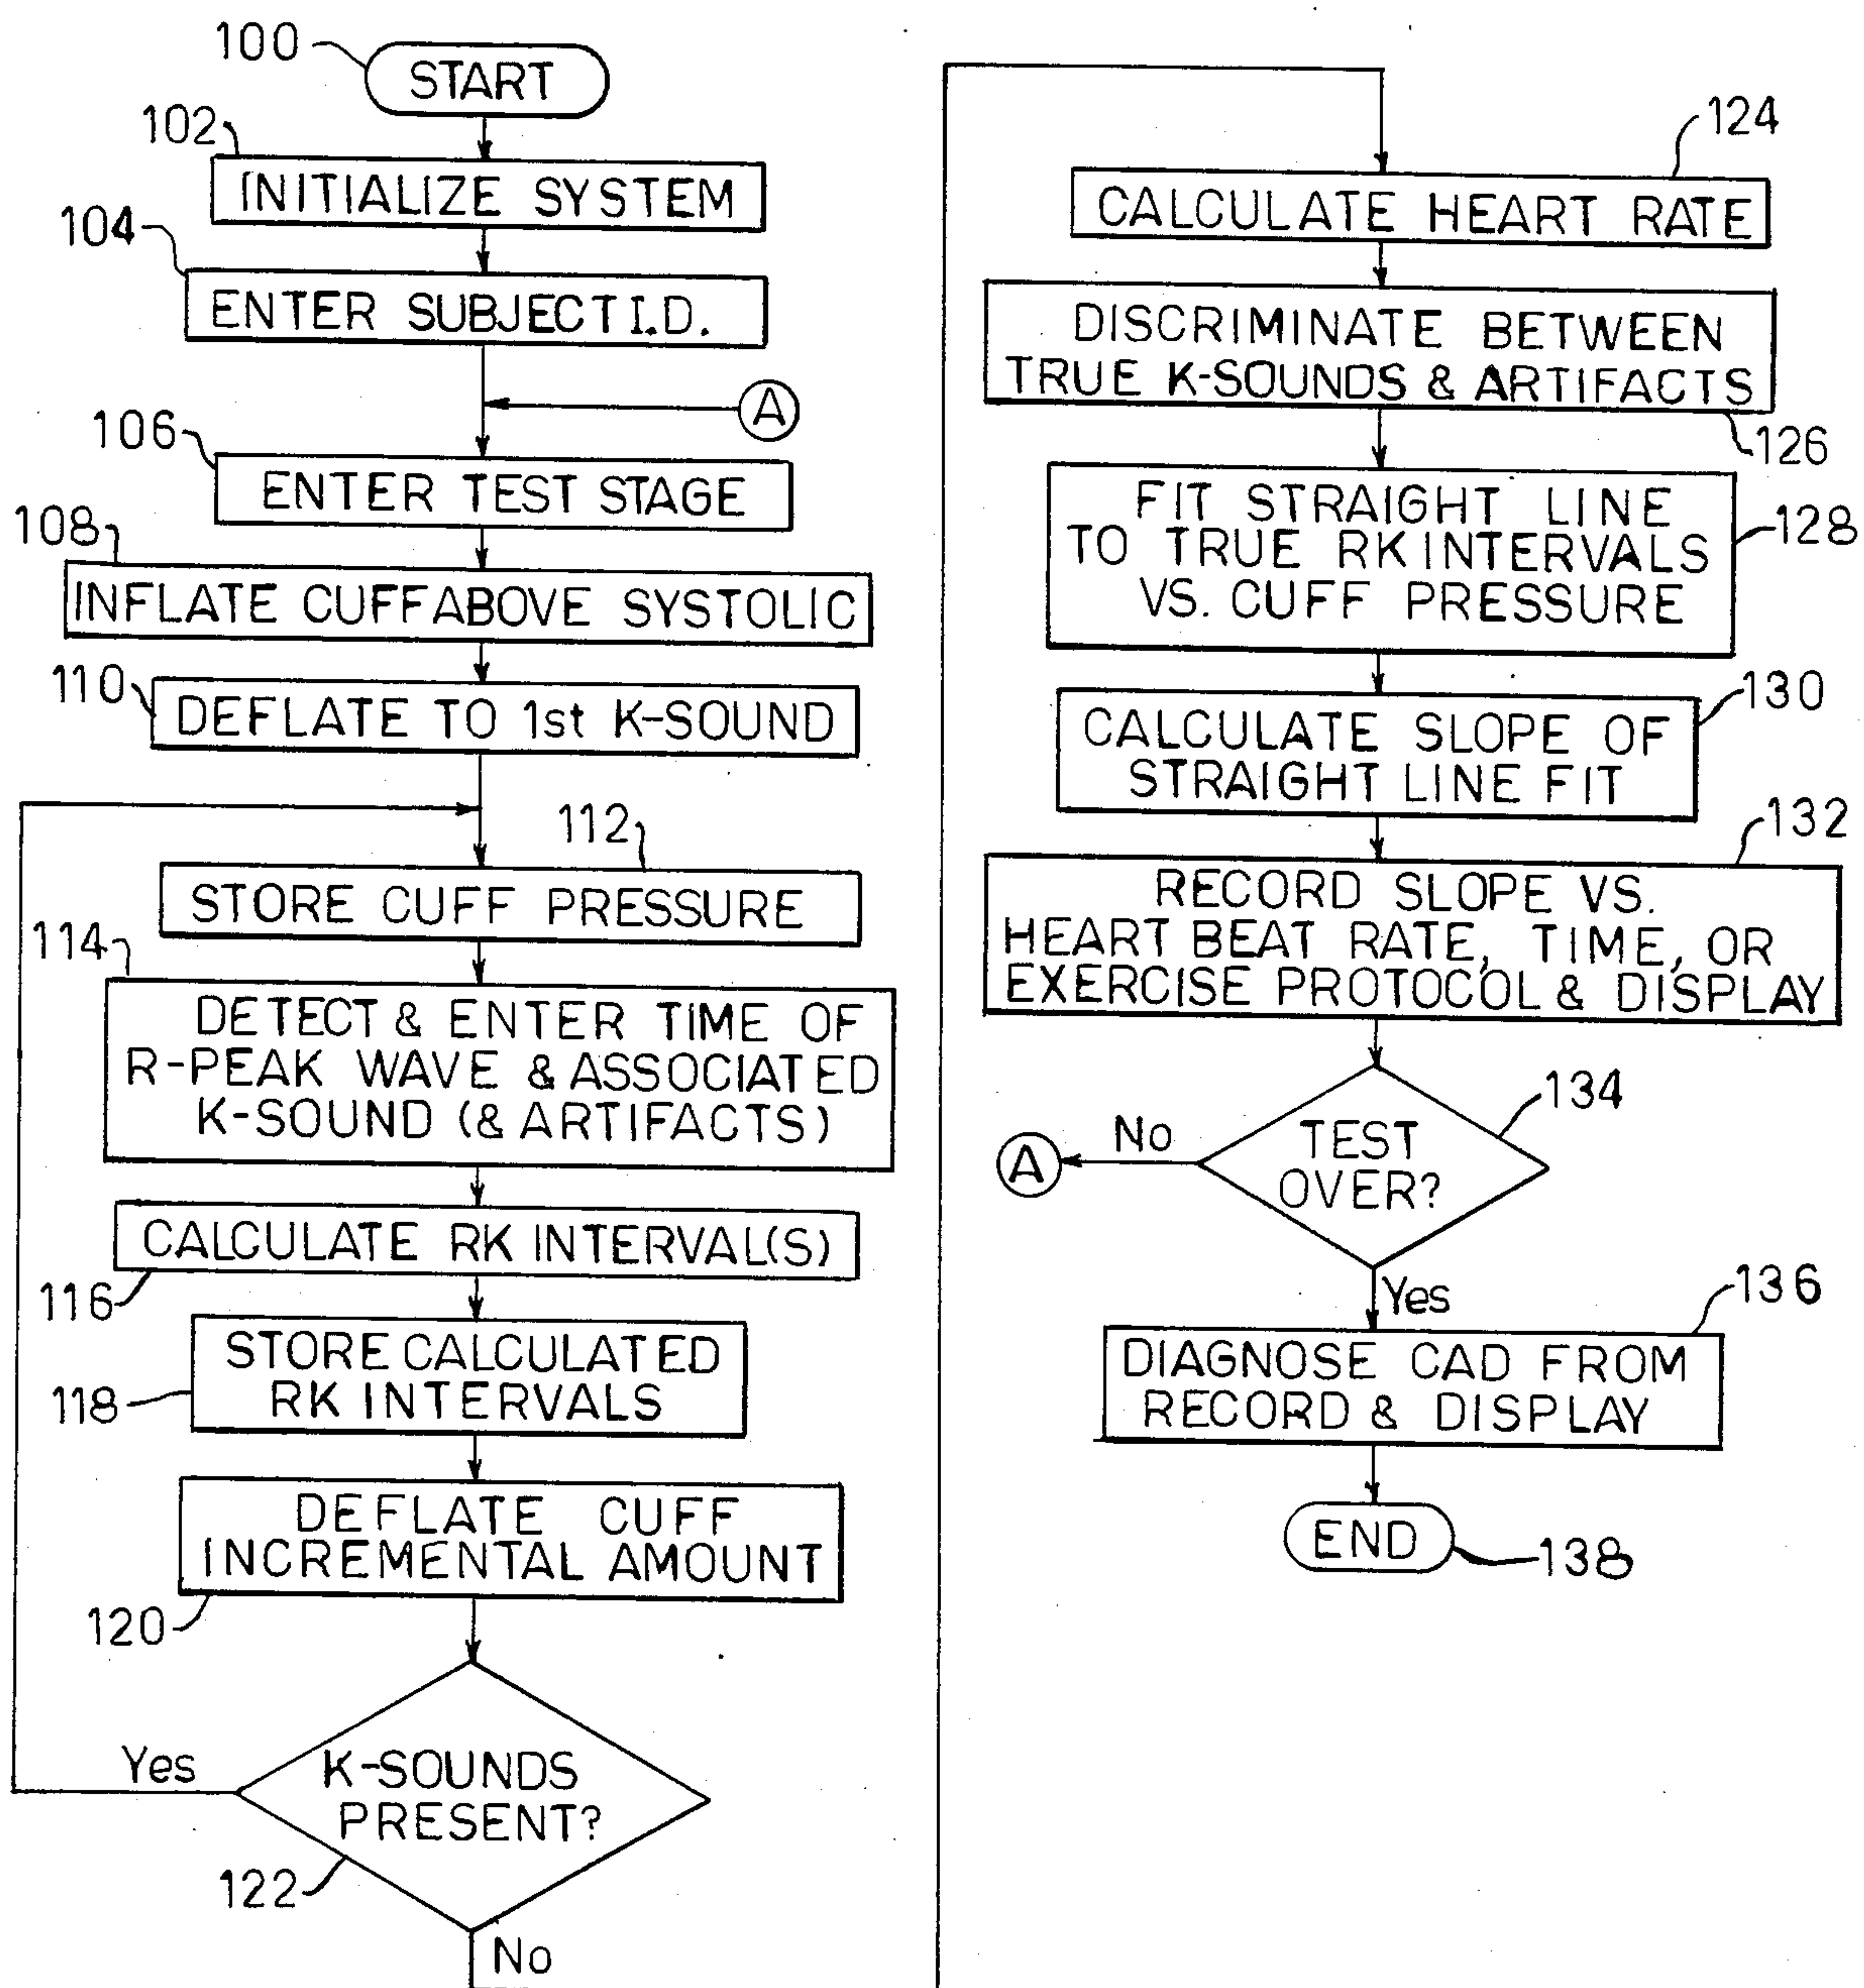 100
START
102
INITIALIZE SYSTEM
104
ENTER SUBJECT I.D.
A
106
ENTER TEST STAGE
108
INFLATE CUFF ABOVE SYSTOLIC
110
DEFLATE TO 1st K-SOUND
112
STORE CUFF PRESSURE
114
DETECT & ENTER TIME OF
R-PEAK WAVE & ASSOCIATED
K-SOUND (& ARTIFACTS)
CALCULATE RK INTERVAL(S)
116
STORE CALCULATED
RK INTERVALS
118
DEFLATE CUFF
INCREMENTAL AMOUNT
120
K-SOUNDS
PRESENT?
Yes
122
No
124
CALCULATE HEART RATE
DISCRIMINATE BETWEEN
TRUE K-SOUNDS & ARTIFACTS
126
FIT STRAIGHT LINE
TO TRUE RK INTERVALS
VS. CUFF PRESSURE
128
130
CALCULATE SLOPE OF
STRAIGHT LINE FIT
132
RECORD SLOPE VS.
HEART BEAT RATE, TIME, OR
EXERCISE PROTOCOL & DISPLAY
134
TEST
OVER?
No
A
Yes
136
DIAGNOSE CAD FROM
RECORD & DISPLAY
END
138